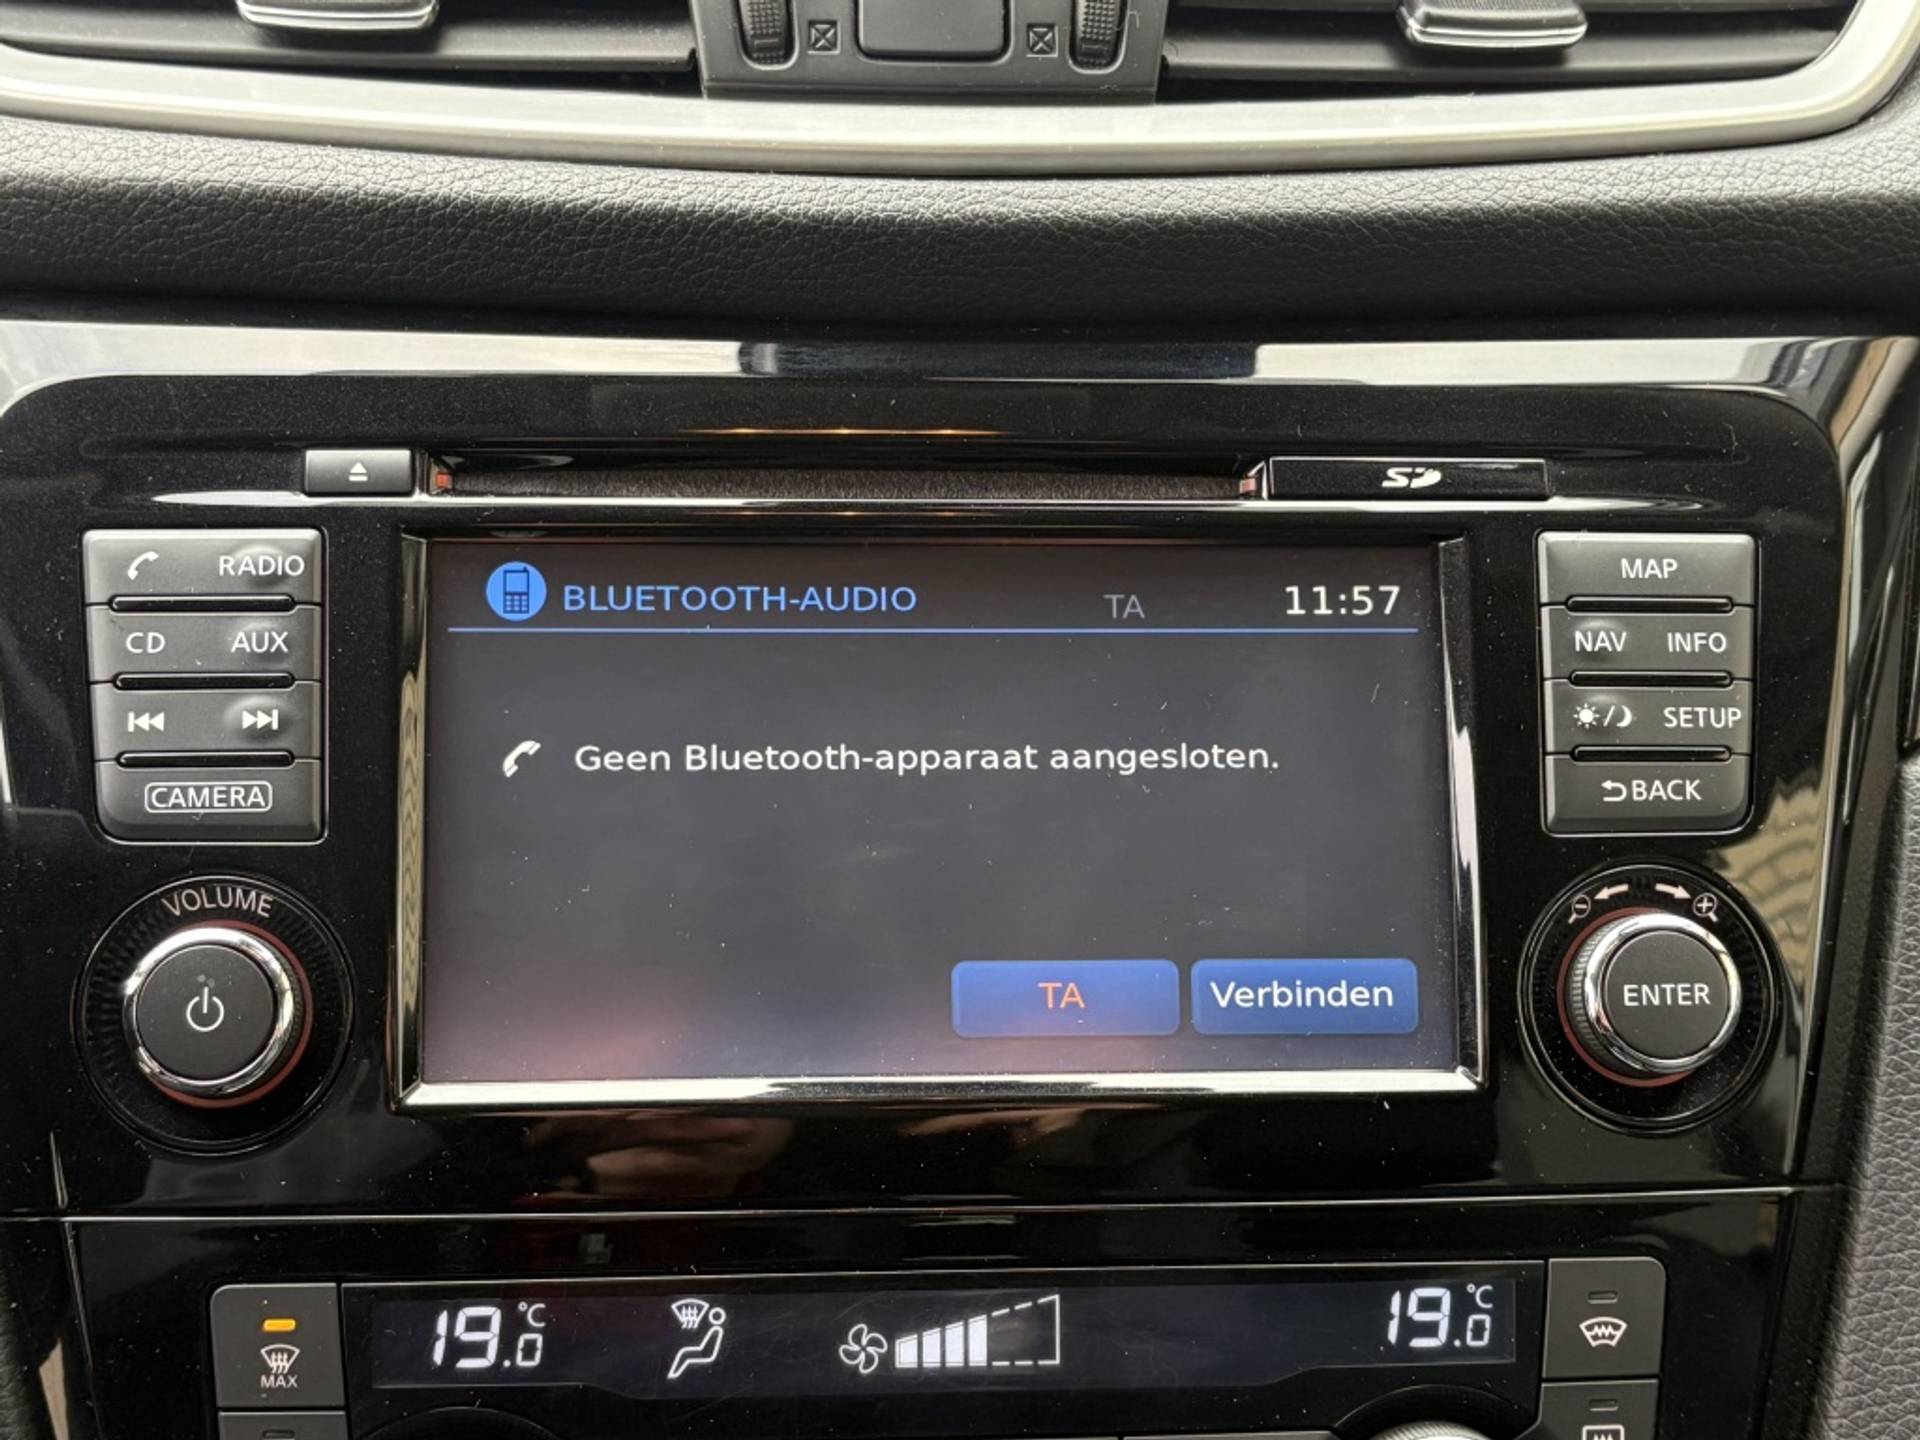 SD
RADIO
CD AUX
CAMERA
VOLUME
BLUETOOTH-AUDIO TA 11:57
Geen Bluetooth-apparaat aangesloten.
TA Verbinden
MAP
NAV INFO
SETUP
BACK
ENTER
MAX
19.0 °C
19.0 °C